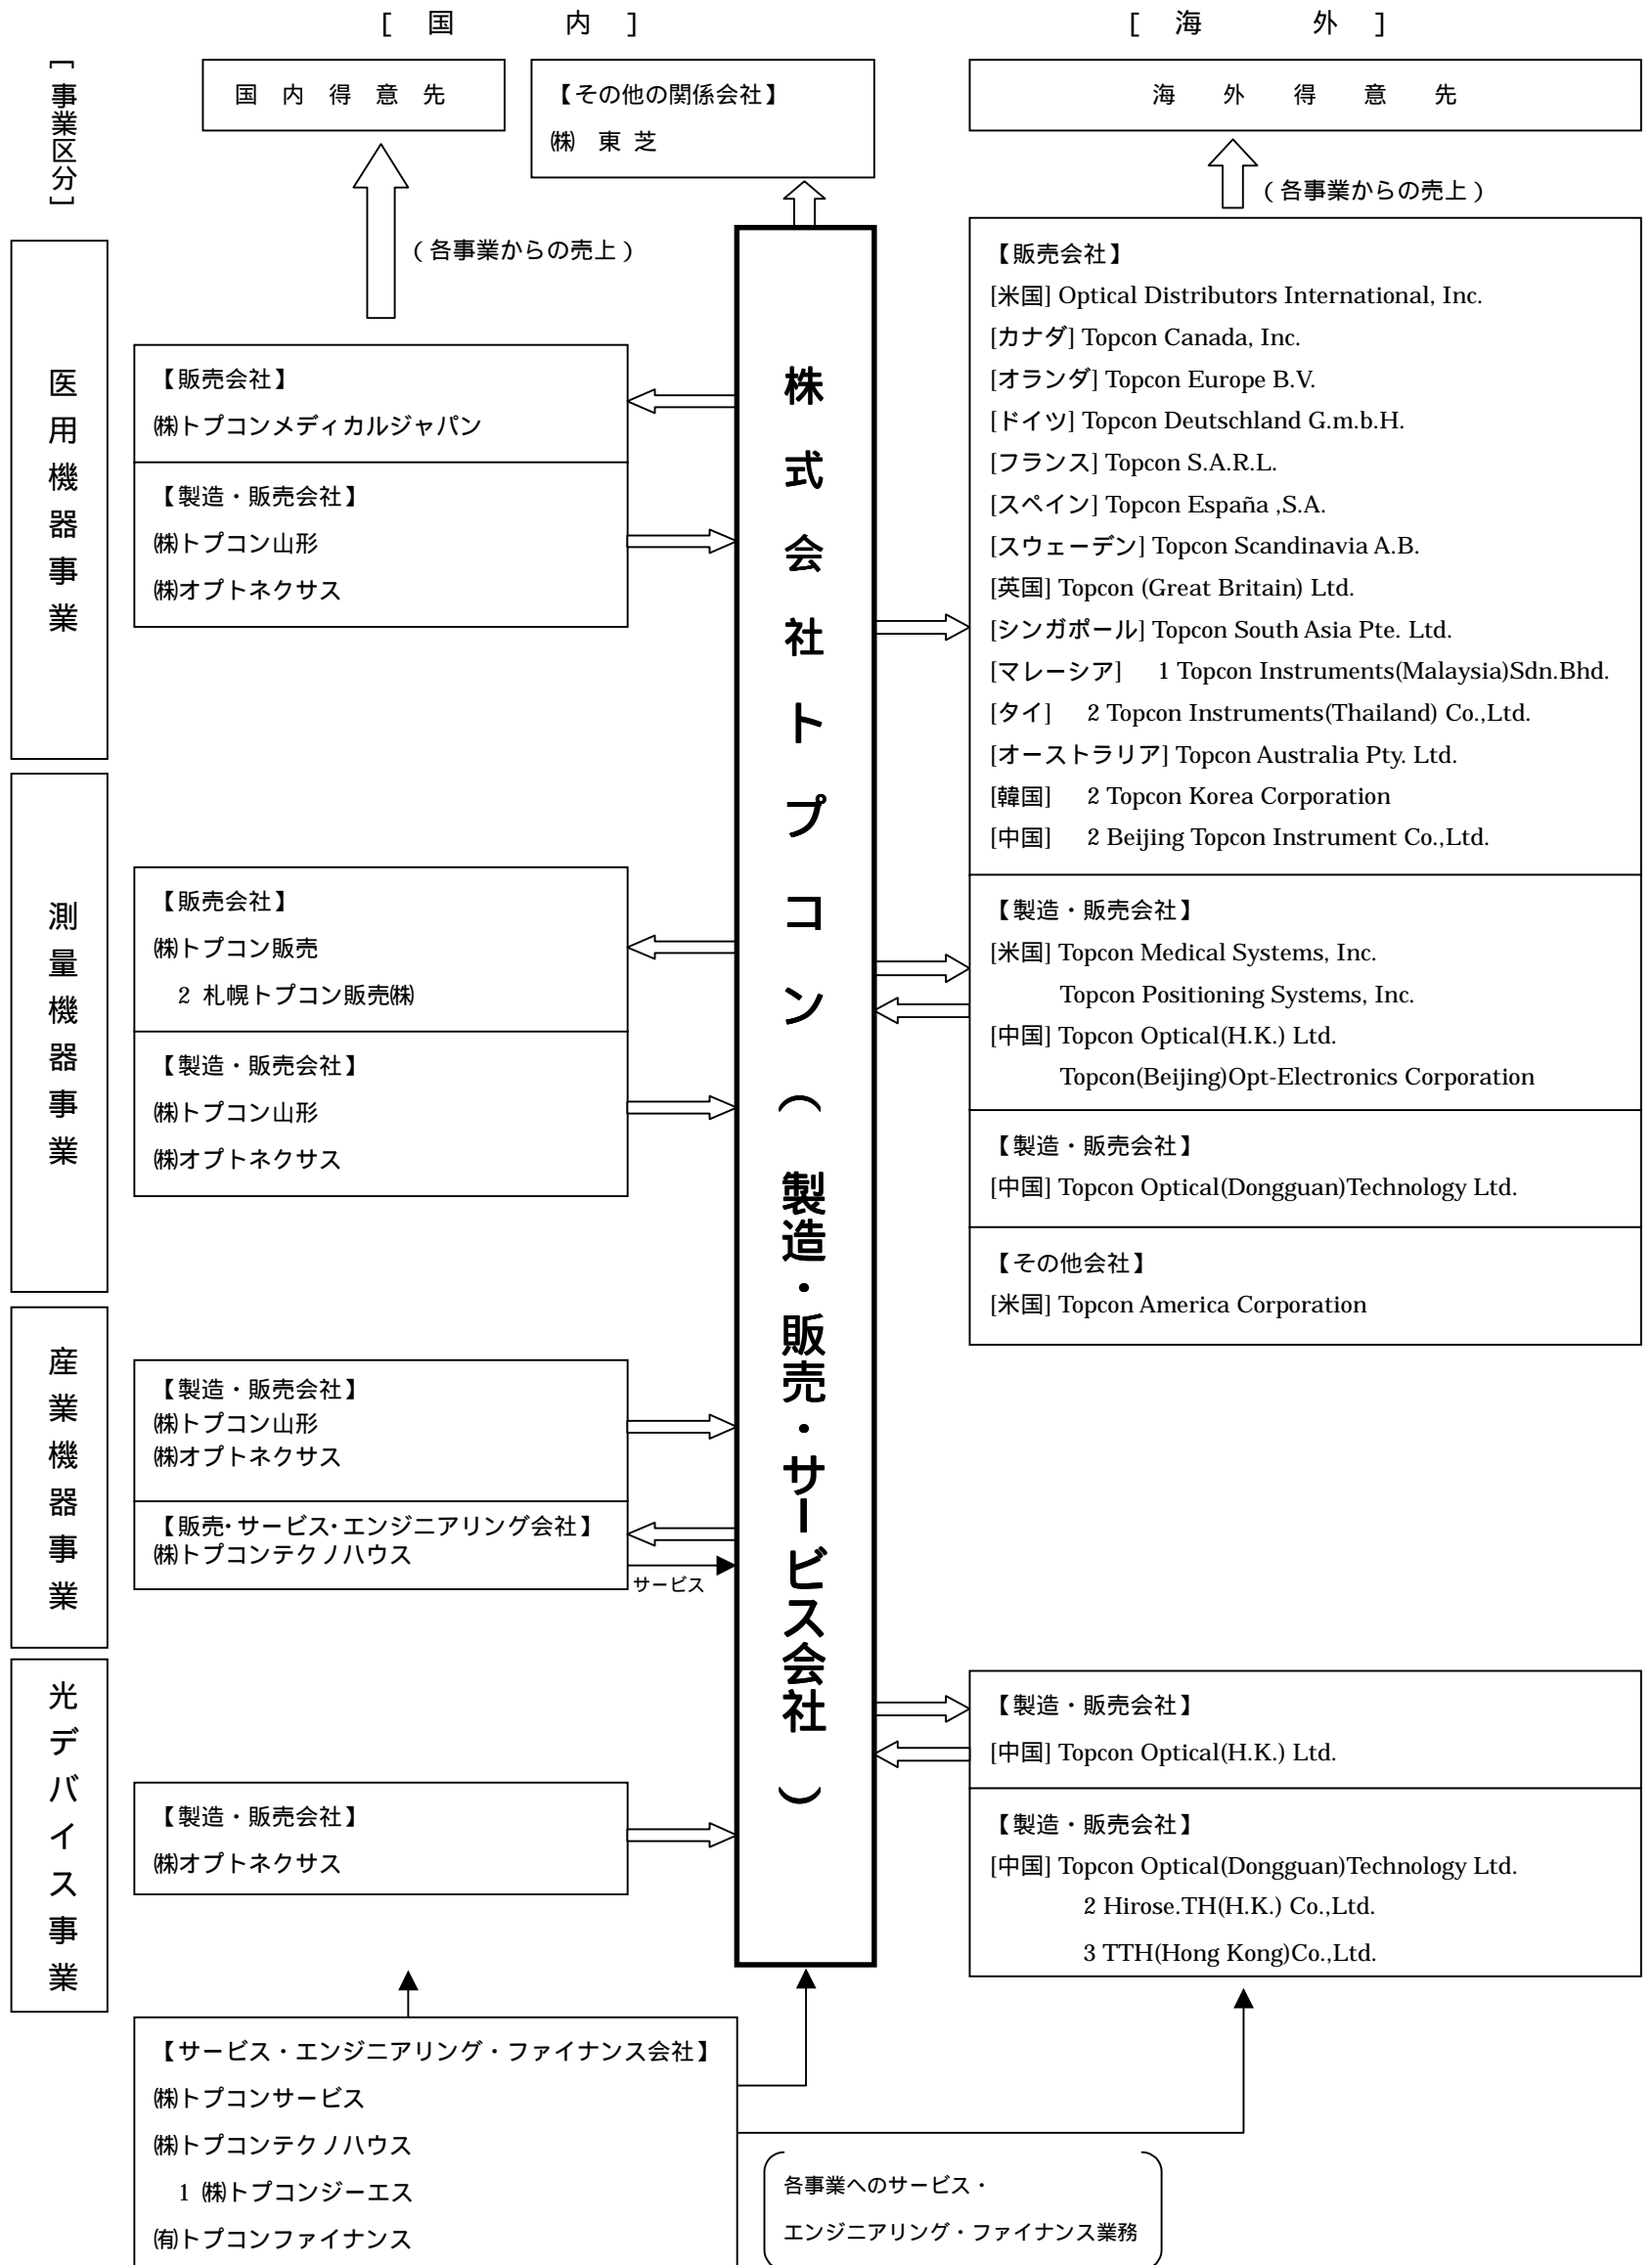 [ 国 内 ]
[ 海 外 ]
[事業区分]
国 内 得 意 先
【その他の関係会社】
㈱ 東 芝
海 外 得 意 先
(各事業からの売上)
(各事業からの売上)
医用機器事業
【販売会社】
㈱トプコンメディカルジャパン
【製造・販売会社】
㈱トプコン山形
㈱オプトネクサス
測量機器事業
【販売会社】
㈱トプコン販売
2 札幌トプコン販売㈱
【製造・販売会社】
㈱トプコン山形
㈱オプトネクサス
産業機器事業
【製造・販売会社】
㈱トプコン山形
㈱オプトネクサス
【販売・サービス・エンジニアリング会社】
㈱トプコンテクノハウス
サービス
光デバイス事業
【製造・販売会社】
㈱オプトネクサス
株式会社トプコン(製造・販売・サービス会社)
【販売会社】
[米国] Optical Distributors International, Inc.
[カナダ] Topcon Canada, Inc.
[オランダ] Topcon Europe B.V.
[ドイツ] Topcon Deutschland G.m.b.H.
[フランス] Topcon S.A.R.L.
[スペイン] Topcon España ,S.A.
[スウェーデン] Topcon Scandinavia A.B.
[英国] Topcon (Great Britain) Ltd.
[シンガポール] Topcon South Asia Pte. Ltd.
[マレーシア] 1 Topcon Instruments(Malaysia)Sdn.Bhd.
[タイ] 2 Topcon Instruments(Thailand) Co.,Ltd.
[オーストラリア] Topcon Australia Pty. Ltd.
[韓国] 2 Topcon Korea Corporation
[中国] 2 Beijing Topcon Instrument Co.,Ltd.
【製造・販売会社】
[米国] Topcon Medical Systems, Inc.
Topcon Positioning Systems, Inc.
[中国] Topcon Optical(H.K.) Ltd.
Topcon(Beijing)Opt-Electronics Corporation
【製造・販売会社】
[中国] Topcon Optical(Dongguan)Technology Ltd.
【その他会社】
[米国] Topcon America Corporation
【製造・販売会社】
[中国] Topcon Optical(H.K.) Ltd.
【製造・販売会社】
[中国] Topcon Optical(Dongguan)Technology Ltd.
2 Hirose.TH(H.K.) Co.,Ltd.
3 TTH(Hong Kong)Co.,Ltd.
【サービス・エンジニアリング・ファイナンス会社】
㈱トプコンサービス
㈱トプコンテクノハウス
1 ㈱トプコンジーエス
㈲トプコンファイナンス
各事業へのサービス・
エンジニアリング・ファイナンス業務